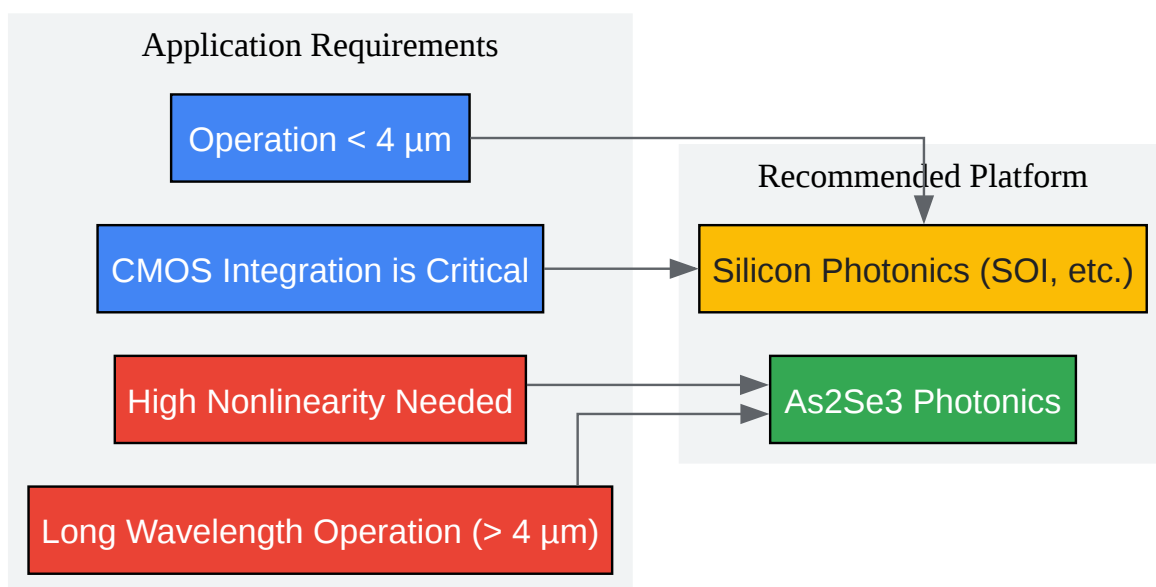 Application Requirements
Operation < 4 µm
Recommended Platform
CMOS Integration is Critical
Silicon Photonics (SOI, etc.)
High Nonlinearity Needed
As2Se3 Photonics
Long Wavelength Operation (> 4 µm)